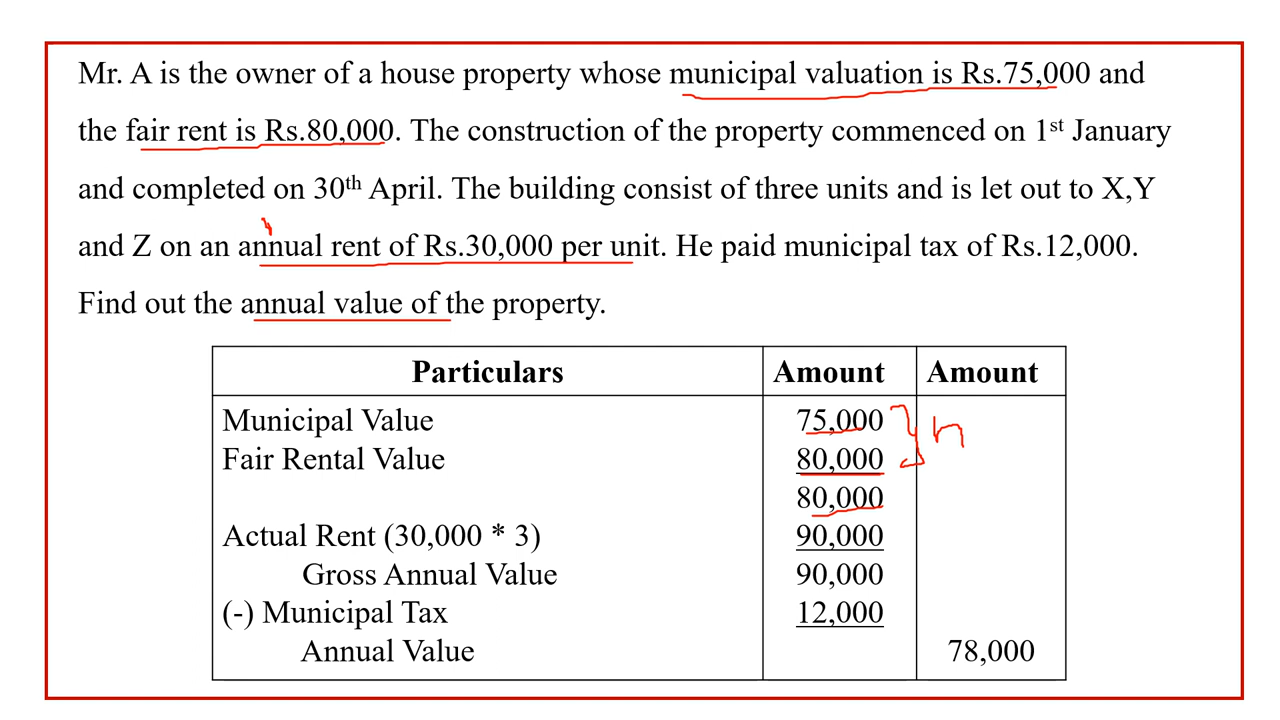 Mr. A is the owner of a house property whose municipal valuation is Rs.75,000 and
the fair rent is Rs.80,000. The construction of the property commenced on 1st January
and completed on 30th April. The building consist of three units and is let out to X,Y
and Z on an annual rent of Rs.30,000 per unit. He paid municipal tax of Rs.12,000.
Find out the annual value of the property.
Particulars Amount Amount
Municipal Value 75,000
Fair Rental Value 80,000
80,000
Actual Rent (30,000 * 3) 90,000
Gross Annual Value 90,000
(-) Municipal Tax 12,000
Annual Value 78,000